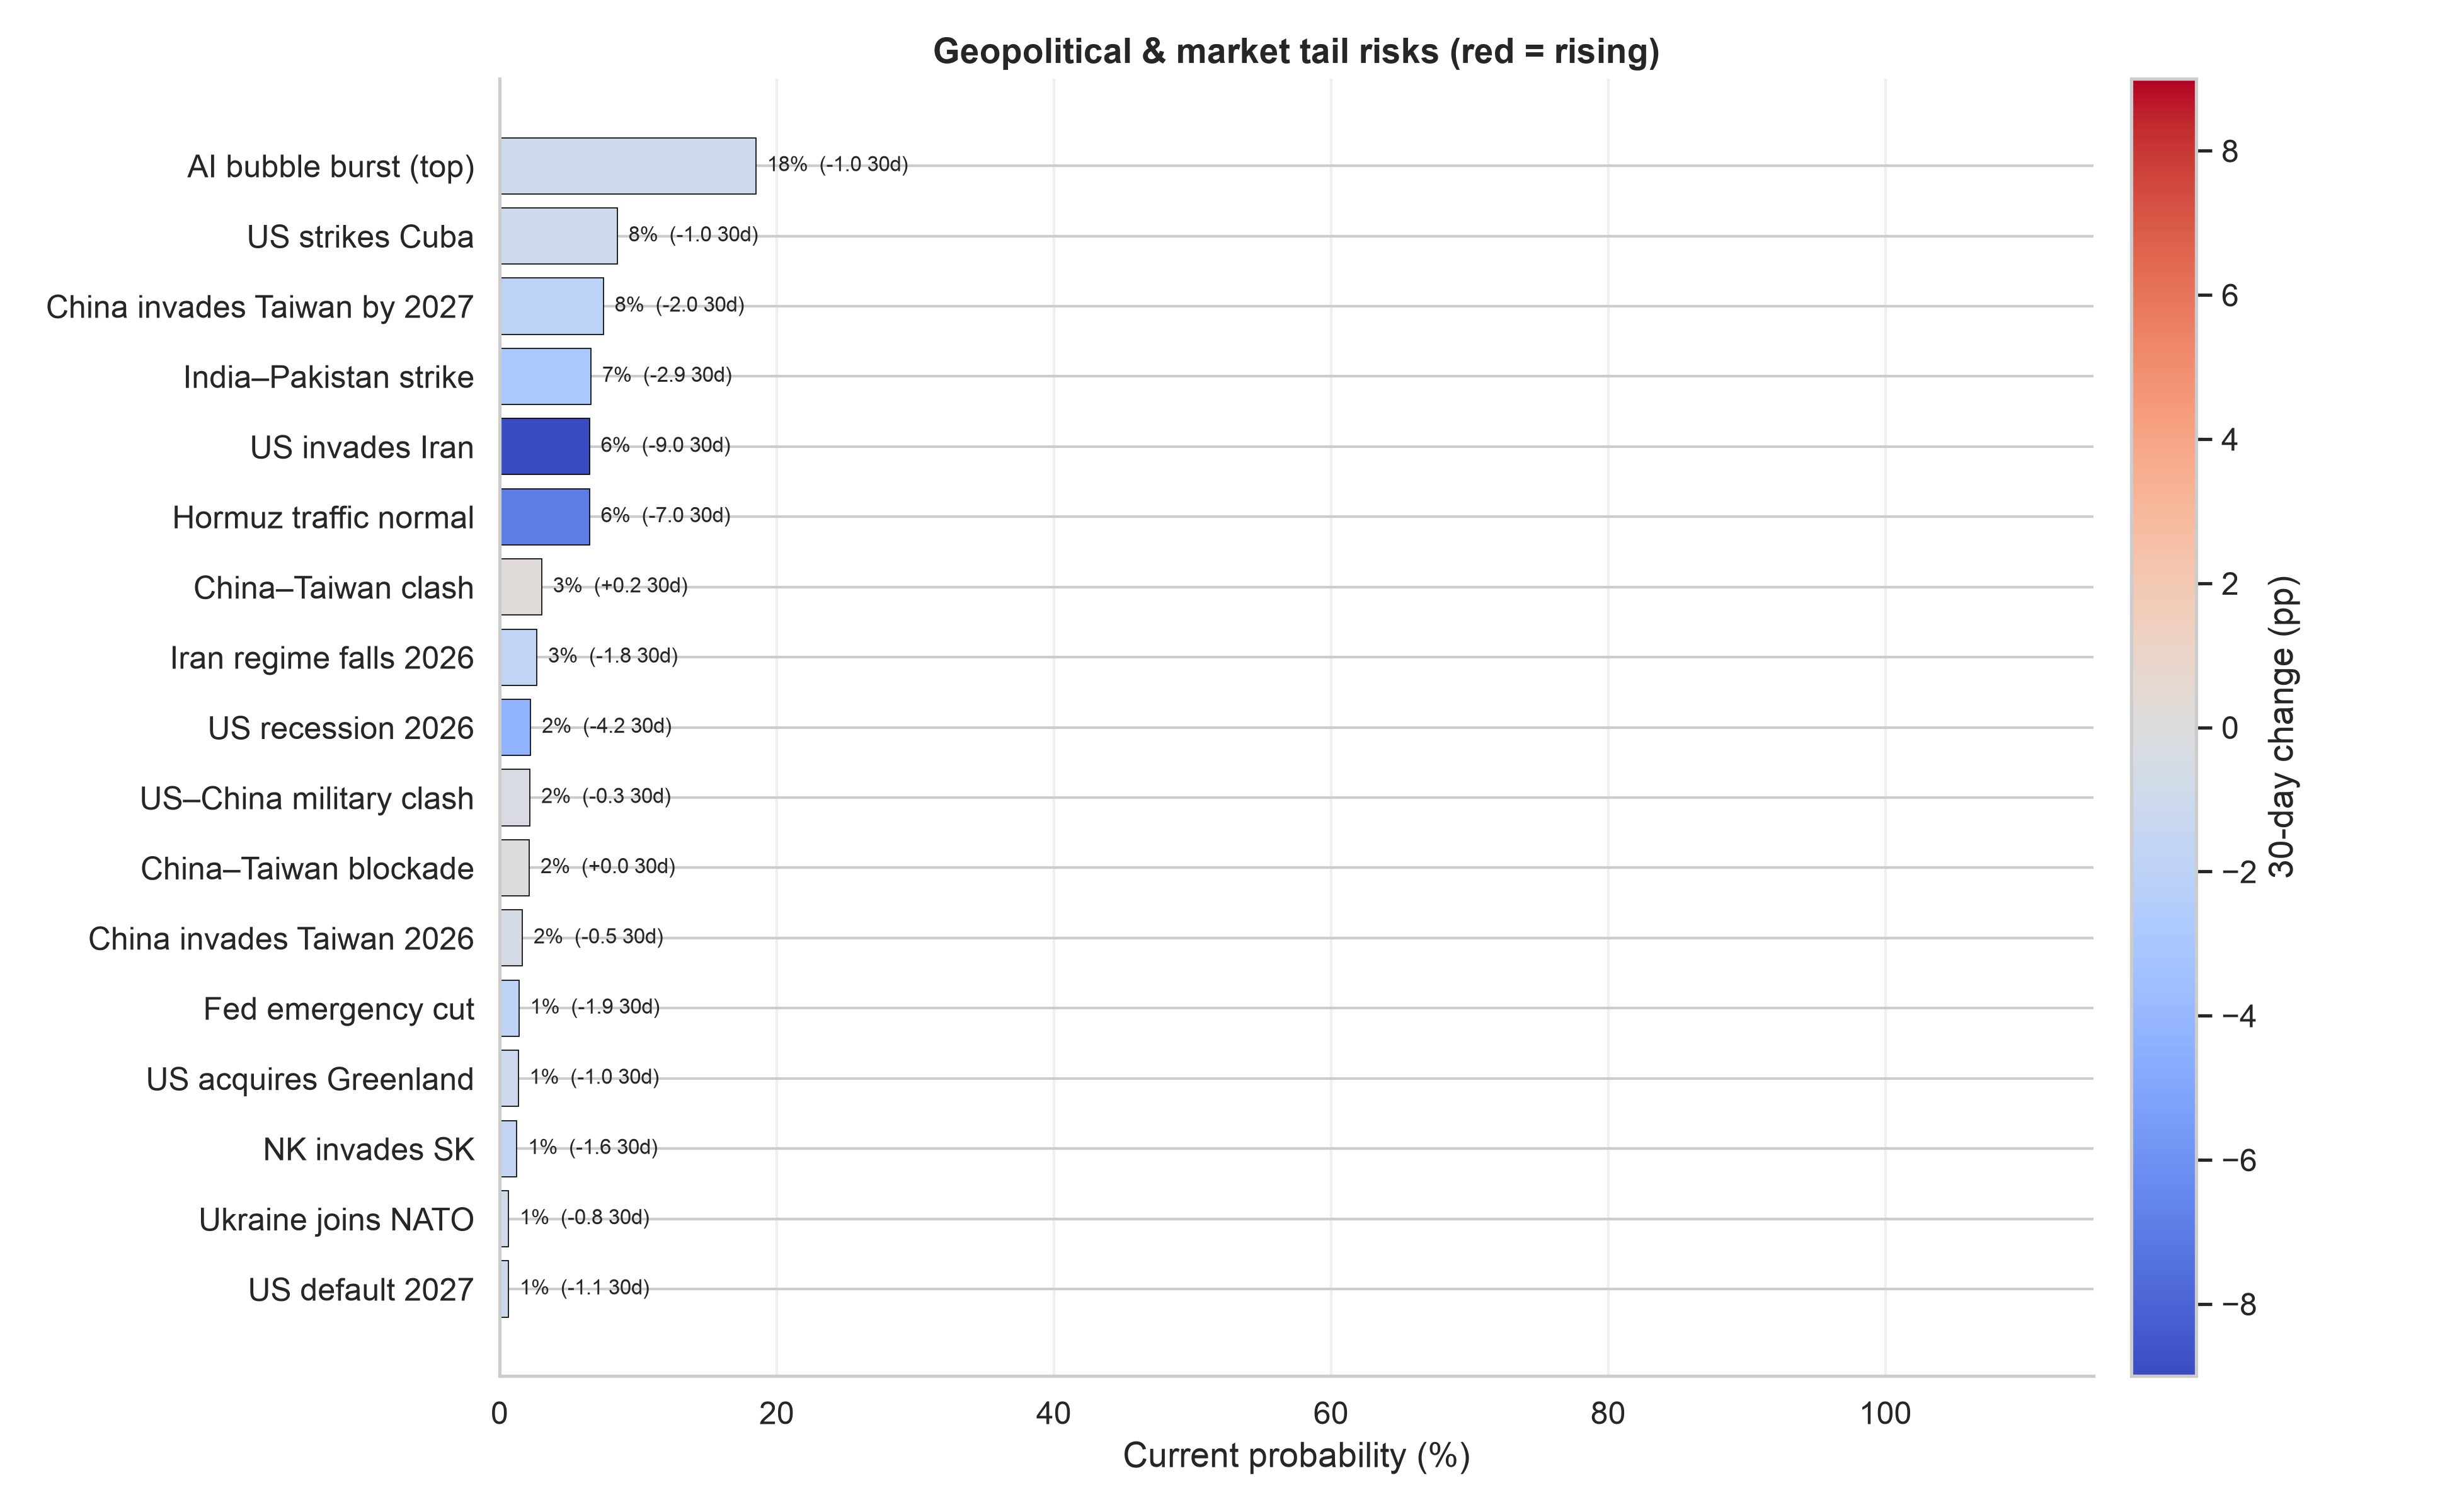 Geopolitical & market tail risks (red = rising)
AI bubble burst (top) 18% (-1.0 30d)
US strikes Cuba 8% (-1.0 30d)
China invades Taiwan by 2027 8% (-2.0 30d)
India–Pakistan strike 7% (-2.9 30d)
US invades Iran 6% (-9.0 30d)
Hormuz traffic normal 6% (-7.0 30d)
China–Taiwan clash 3% (+0.2 30d)
Iran regime falls 2026 3% (-1.8 30d)
US recession 2026 2% (-4.2 30d)
US–China military clash 2% (-0.3 30d)
China–Taiwan blockade 2% (+0.0 30d)
China invades Taiwan 2026 2% (-0.5 30d)
Fed emergency cut 1% (-1.9 30d)
US acquires Greenland 1% (-1.0 30d)
NK invades SK 1% (-1.6 30d)
Ukraine joins NATO 1% (-0.8 30d)
US default 2027 1% (-1.1 30d)
0 20 40 60 80 100
Current probability (%)
8
6
4
2
0
−2
−4
−6
−8
30-day change (pp)